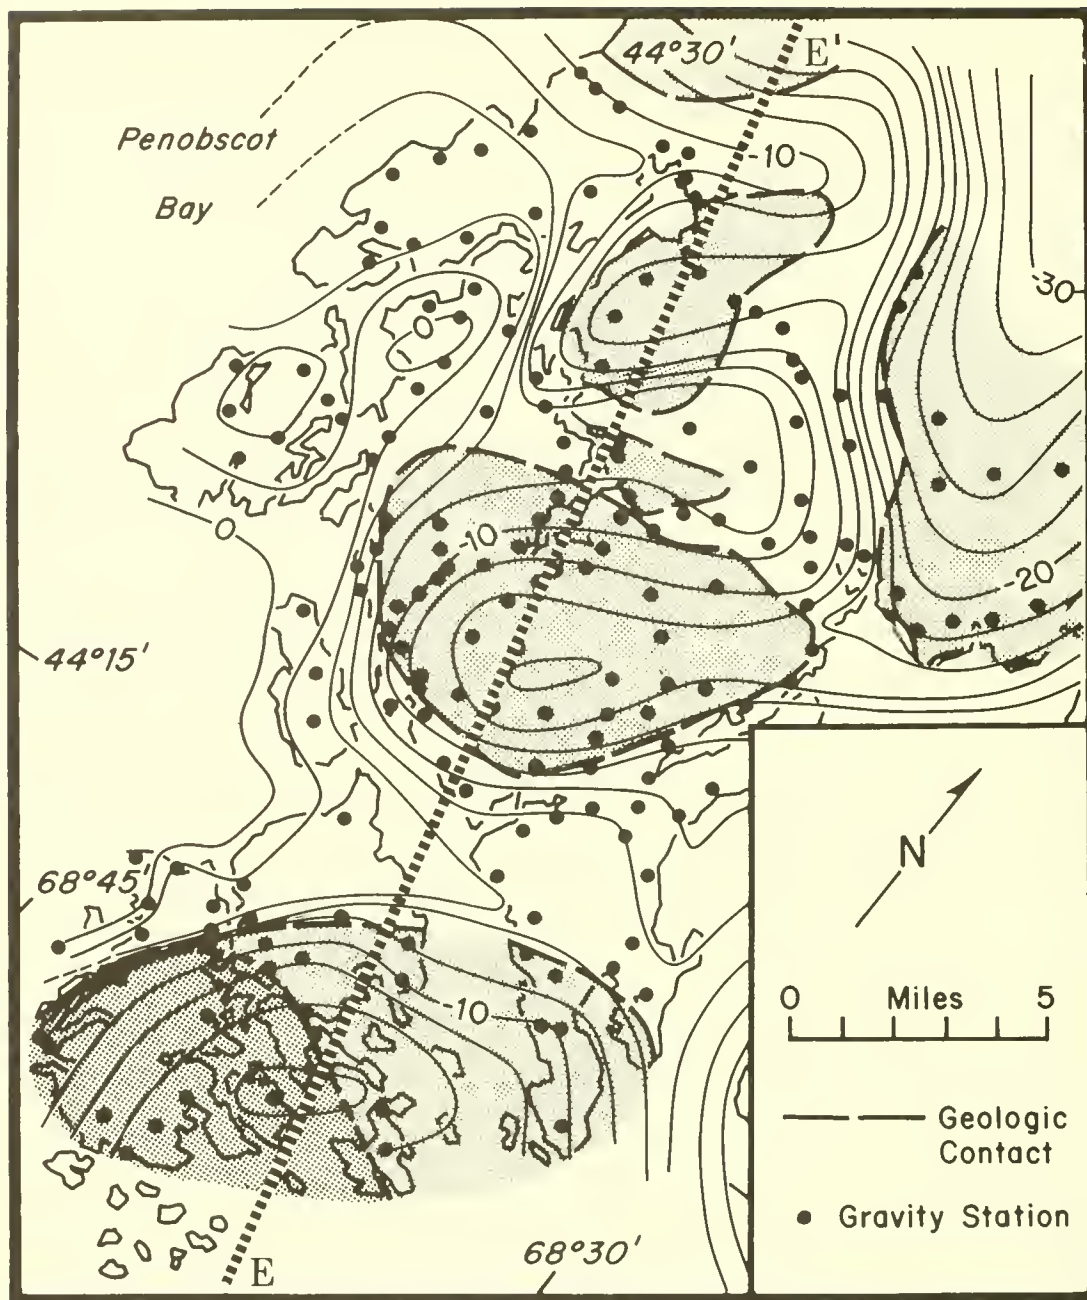 44°30'
E'
Penobscot
Bay
-10
-30
0
0
-10
-20
44°15'
N
68°45'
-10
0 Miles 5
Geologic
Contact
Gravity Station
68°30'
E